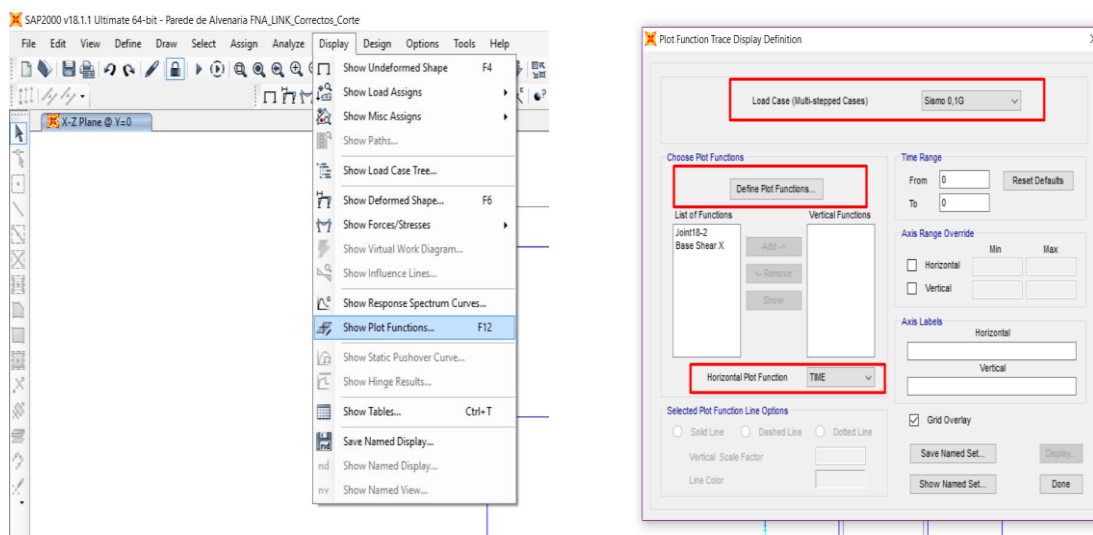 SAP2000 v18.1.1 Ultimate 64-bit - Parede de Alvenaria FNA_LINK_Correctos_Corte
File Edit View Define Draw Select Assign Analyze Display Design Options Tools Help
X-Z Plane @ Y=0
Show Undeformed Shape F4
Show Load Assigns
Show Misc Assigns
Show Paths...
Show Load Case Tree...
Show Deformed Shape... F6
Show Forces/Stresses
Show Virtual Work Diagram...
Show Influence Lines...
Show Response Spectrum Curves...
Show Plot Functions... F12
Show Static Pushover Curve...
Show Hinge Results...
Show Tables... Ctrl+T
Save Named Display...
nd Show Named Display...
nv Show Named View...
Plot Function Trace Display Definition
Load Case (Multi-stepped Cases) Sismo 0,1G
Choose Plot Functions
Define Plot Functions...
List of Functions Vertical Functions
Joint18-2
Base Shear X
Add ->
<- Remove
Show
Horizontal Plot Function TIME
Selected Plot Function Line Options
Solid Line Dashed Line Dotted Line
Vertical Scale Factor
Line Color
Time Range
From 0 Reset Defaults
To 0
Axis Range Override
Min Max
Horizontal
Vertical
Axis Labels
Horizontal
Vertical
Grid Overlay
Save Named Set... Display...
Show Named Set... Done